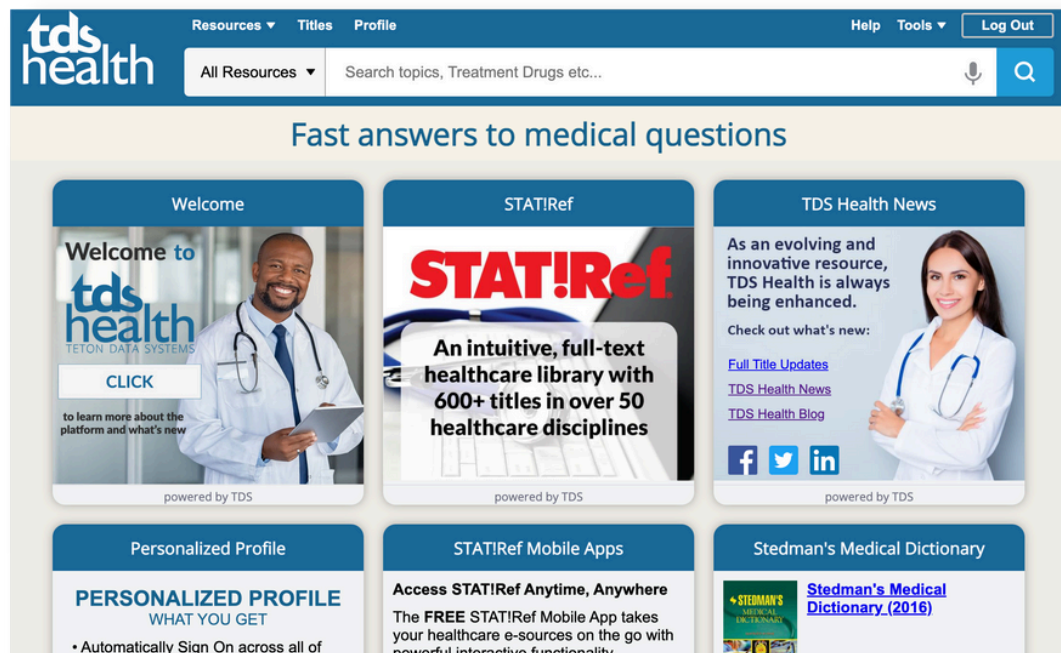 tds
health
Resources ▼ Titles Profile
Help Tools ▼ Log Out
All Resources ▼ Search topics, Treatment Drugs etc...
Fast answers to medical questions
Welcome
Welcome to
tds
health
TETON DATA SYSTEMS
CLICK
to learn more about the
platform and what's new
powered by TDS
STAT!Ref
STAT!Ref
An intuitive, full-text
healthcare library with
600+ titles in over 50
healthcare disciplines
powered by TDS
TDS Health News
As an evolving and
innovative resource,
TDS Health is always
being enhanced.
Check out what's new:
Full Title Updates
TDS Health News
TDS Health Blog
f
in
powered by TDS
Personalized Profile
PERSONALIZED PROFILE
WHAT YOU GET
• Automatically Sign On across all of
STAT!Ref Mobile Apps
Access STAT!Ref Anytime, Anywhere
The FREE STAT!Ref Mobile App takes
your healthcare e-sources on the go with
powerful interactive functionality
Stedman's Medical Dictionary
STEDMAN'S
MEDICAL
DICTIONARY
Stedman's Medical
Dictionary (2016)